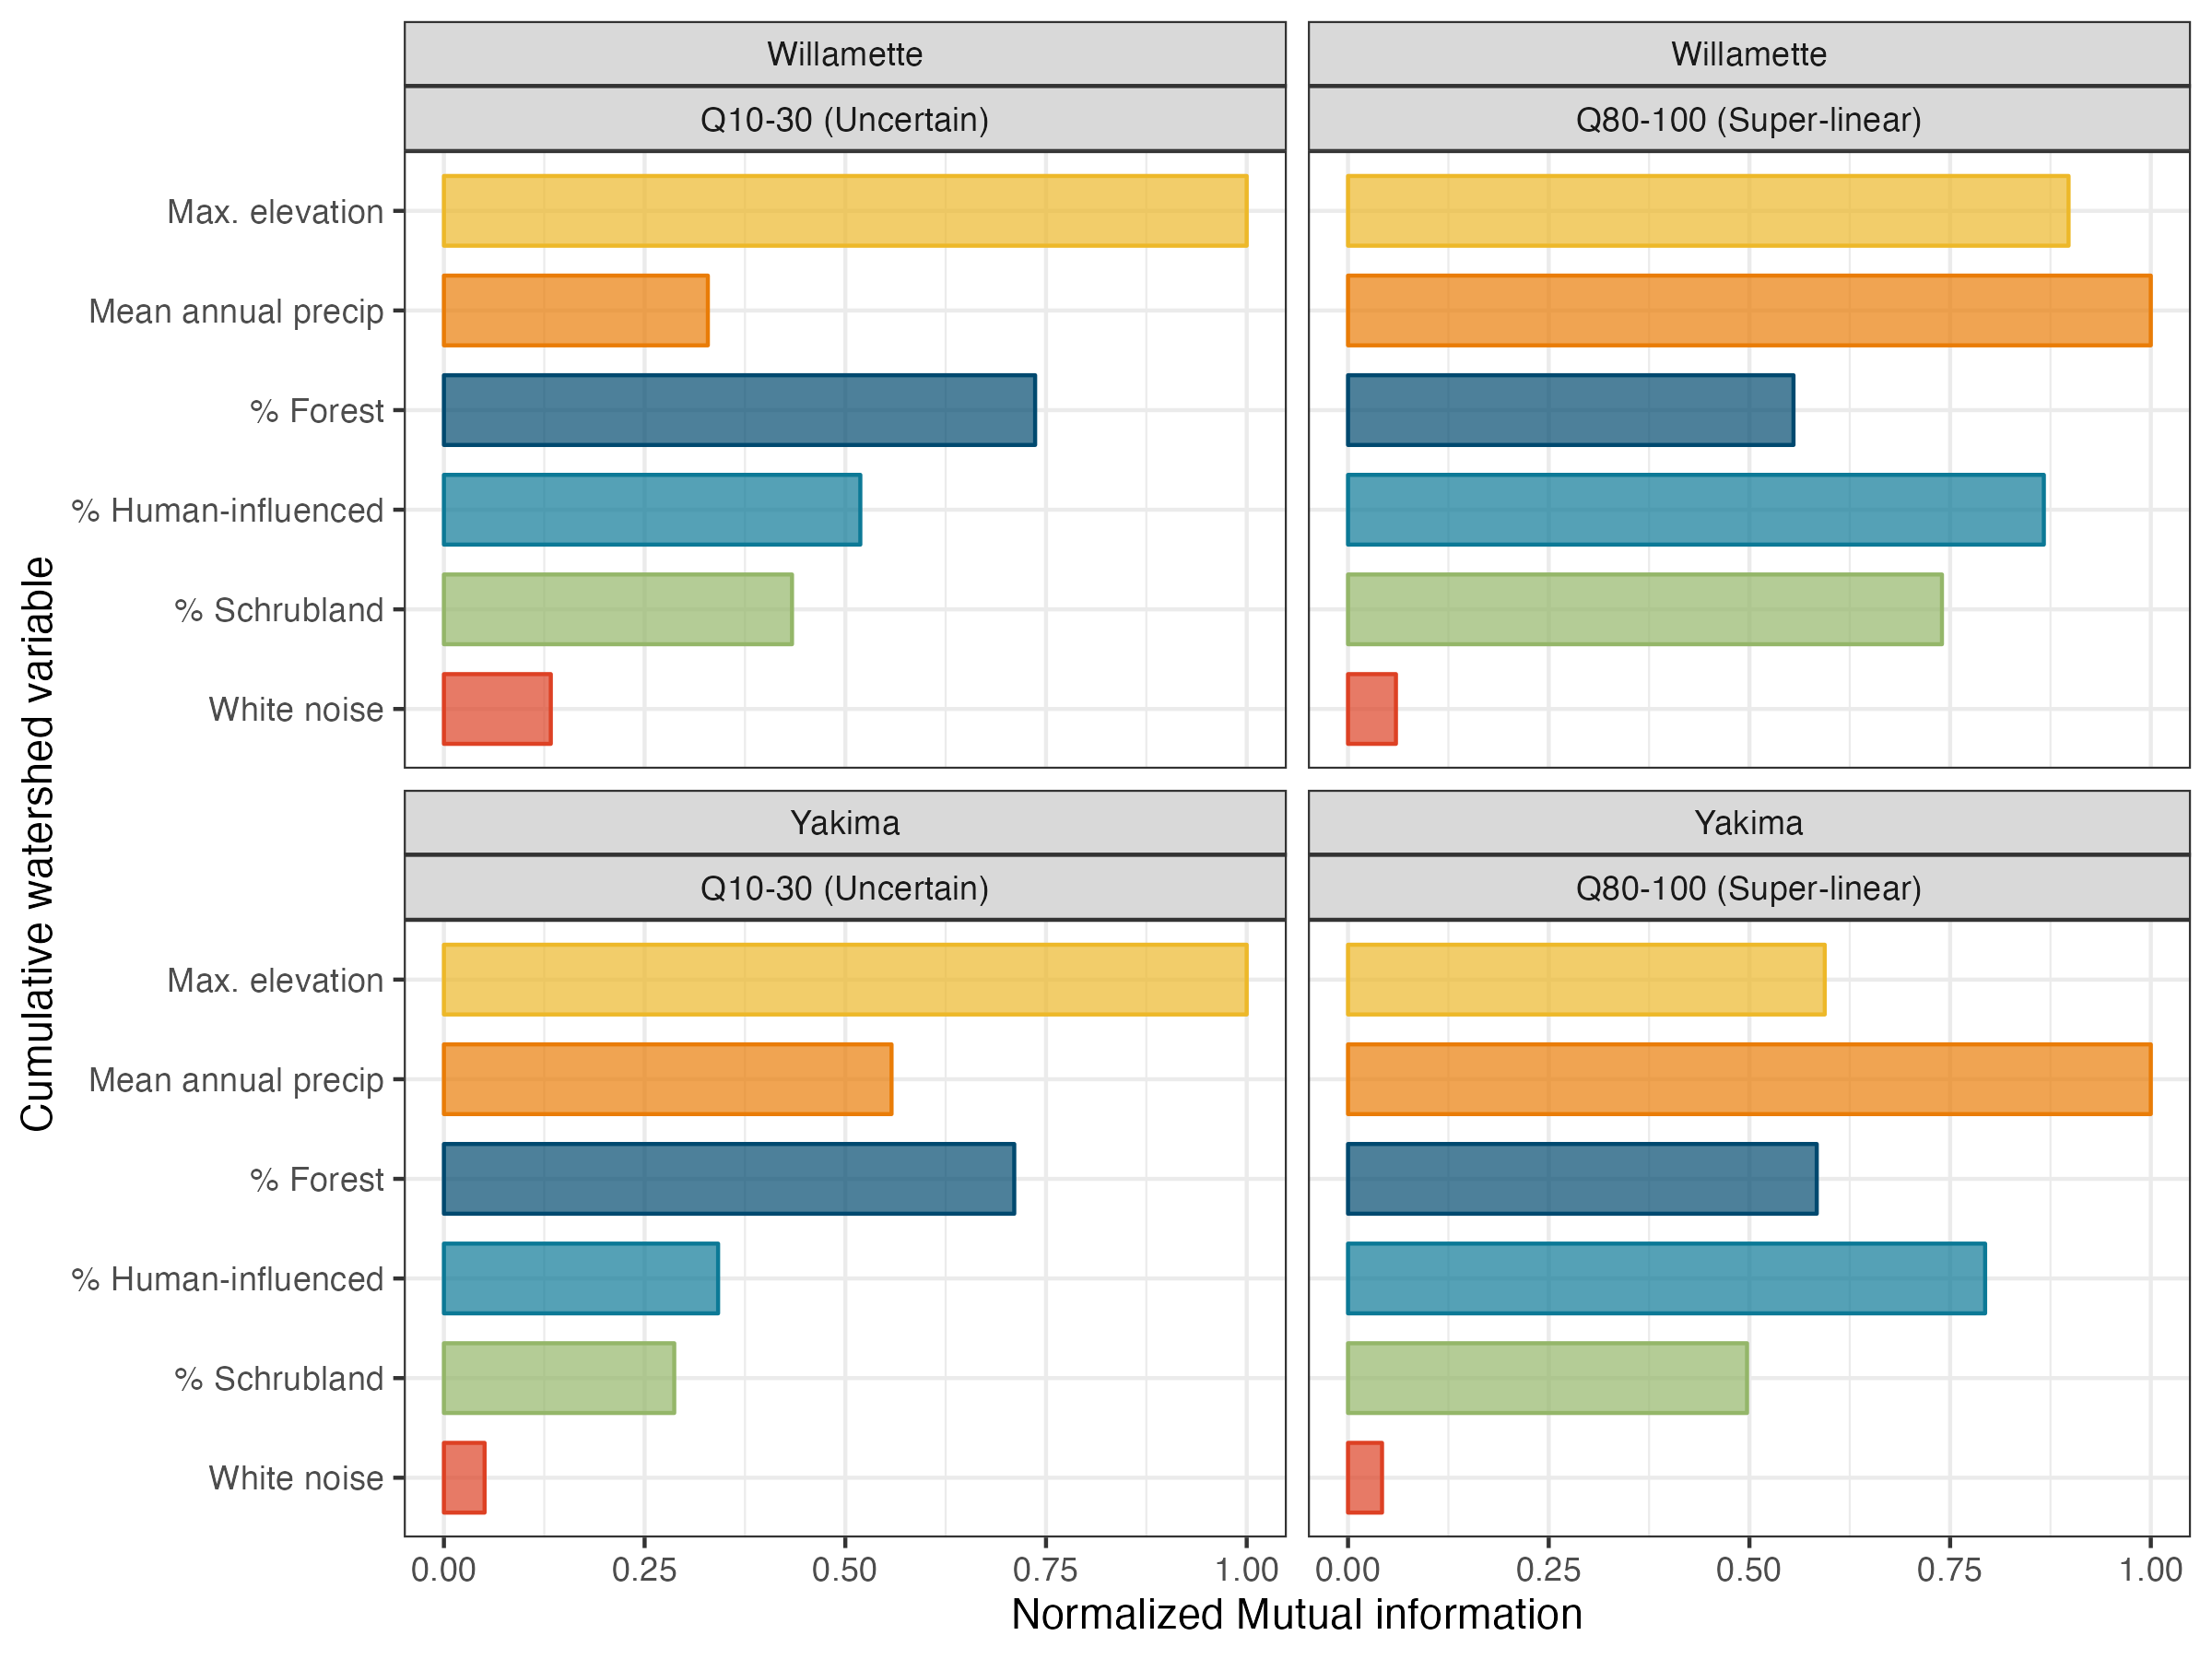 Willamette
Willamette
Q10-30 (Uncertain)
Q80-100 (Super-linear)
Max. elevation
Mean annual precip
% Forest
% Human-influenced
% Schrubland
White noise
Yakima
Yakima
Q10-30 (Uncertain)
Q80-100 (Super-linear)
Max. elevation
Mean annual precip
% Forest
% Human-influenced
% Schrubland
White noise
0.00 0.25 0.50 0.75 1.00
0.00 0.25 0.50 0.75 1.00
Normalized Mutual information
Cumulative watershed variable